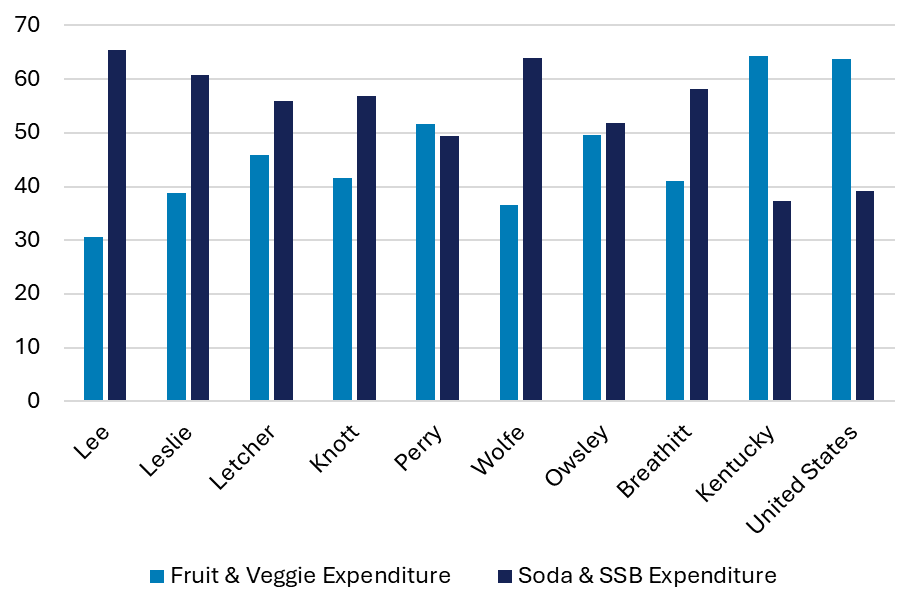 70
60
50
40
30
20
10
0
Lee
Leslie
Letcher
Knott
Perry
Wolfe
Owsley
Breathitt
Kentucky
United States
Fruit & Veggie Expenditure
Soda & SSB Expenditure